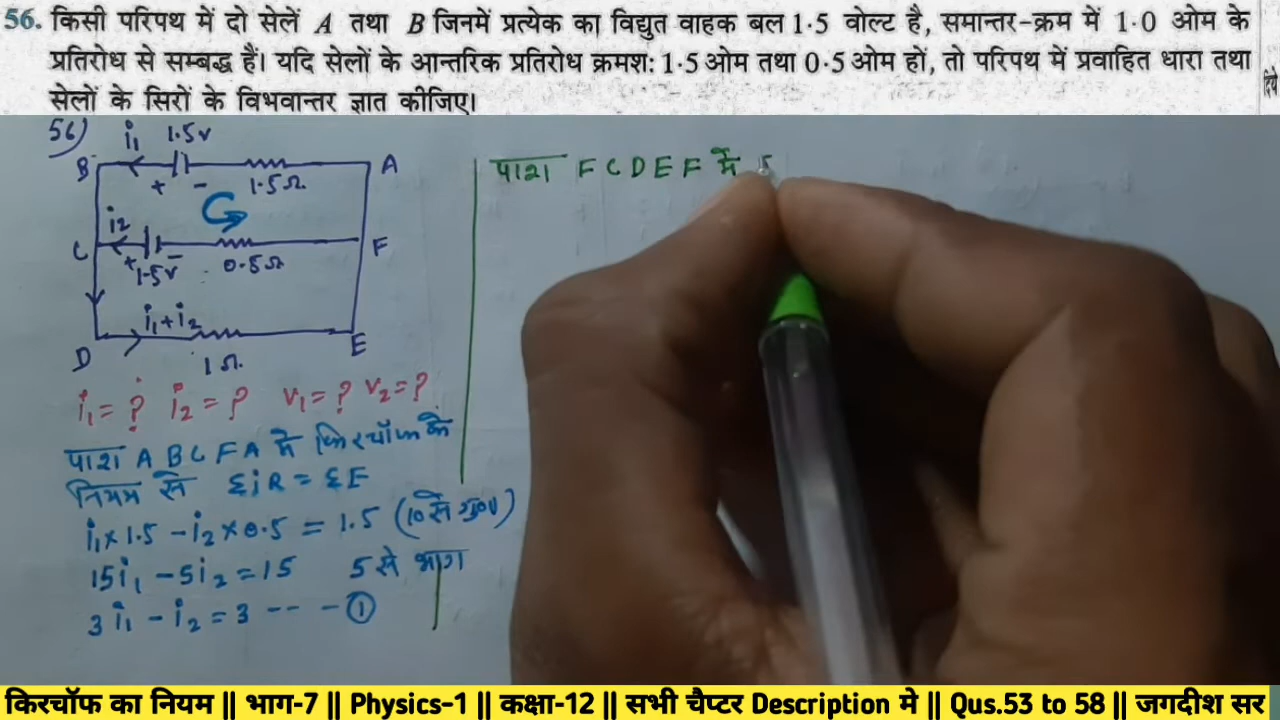 56. किसी परिपथ में दो सेलें A तथा B जिनमें प्रत्येक का विद्युत वाहक बल 1·5 वोल्ट है, समान्तर-क्रम में 1·0 ओम के
प्रतिरोध से सम्बद्ध हैं। यदि सेलों के आन्तरिक प्रतिरोध क्रमशः 1·5 ओम तथा 0·5 ओम हों, तो परिपथ में प्रवाहित धारा तथा
सेलों के सिरों के विभवान्तर ज्ञात कीजिए।
56)
i₁ 1.5v
B A
+ - 1.5Ω
i₂
C F
+ 1.5v - 0.5Ω
i₁+i₂
D E
1Ω
i₁ = ? i₂ = ? v₁ = ? v₂ = ?
पाश A B C F A में किरचॉफ के
नियम से ΣiR = ΣE
i₁×1.5 - i₂×0.5 = 1.5 (10 से गुणा)
15i₁ - 5i₂ = 15 5 से भाग
3i₁ - i₂ = 3 --- - ①
पाश F C D E F में
किरचॉफ का नियम || भाग-7 || Physics-1 || कक्षा-12 || सभी चैप्टर Description मे || Qus.53 to 58 || जगदीश सर